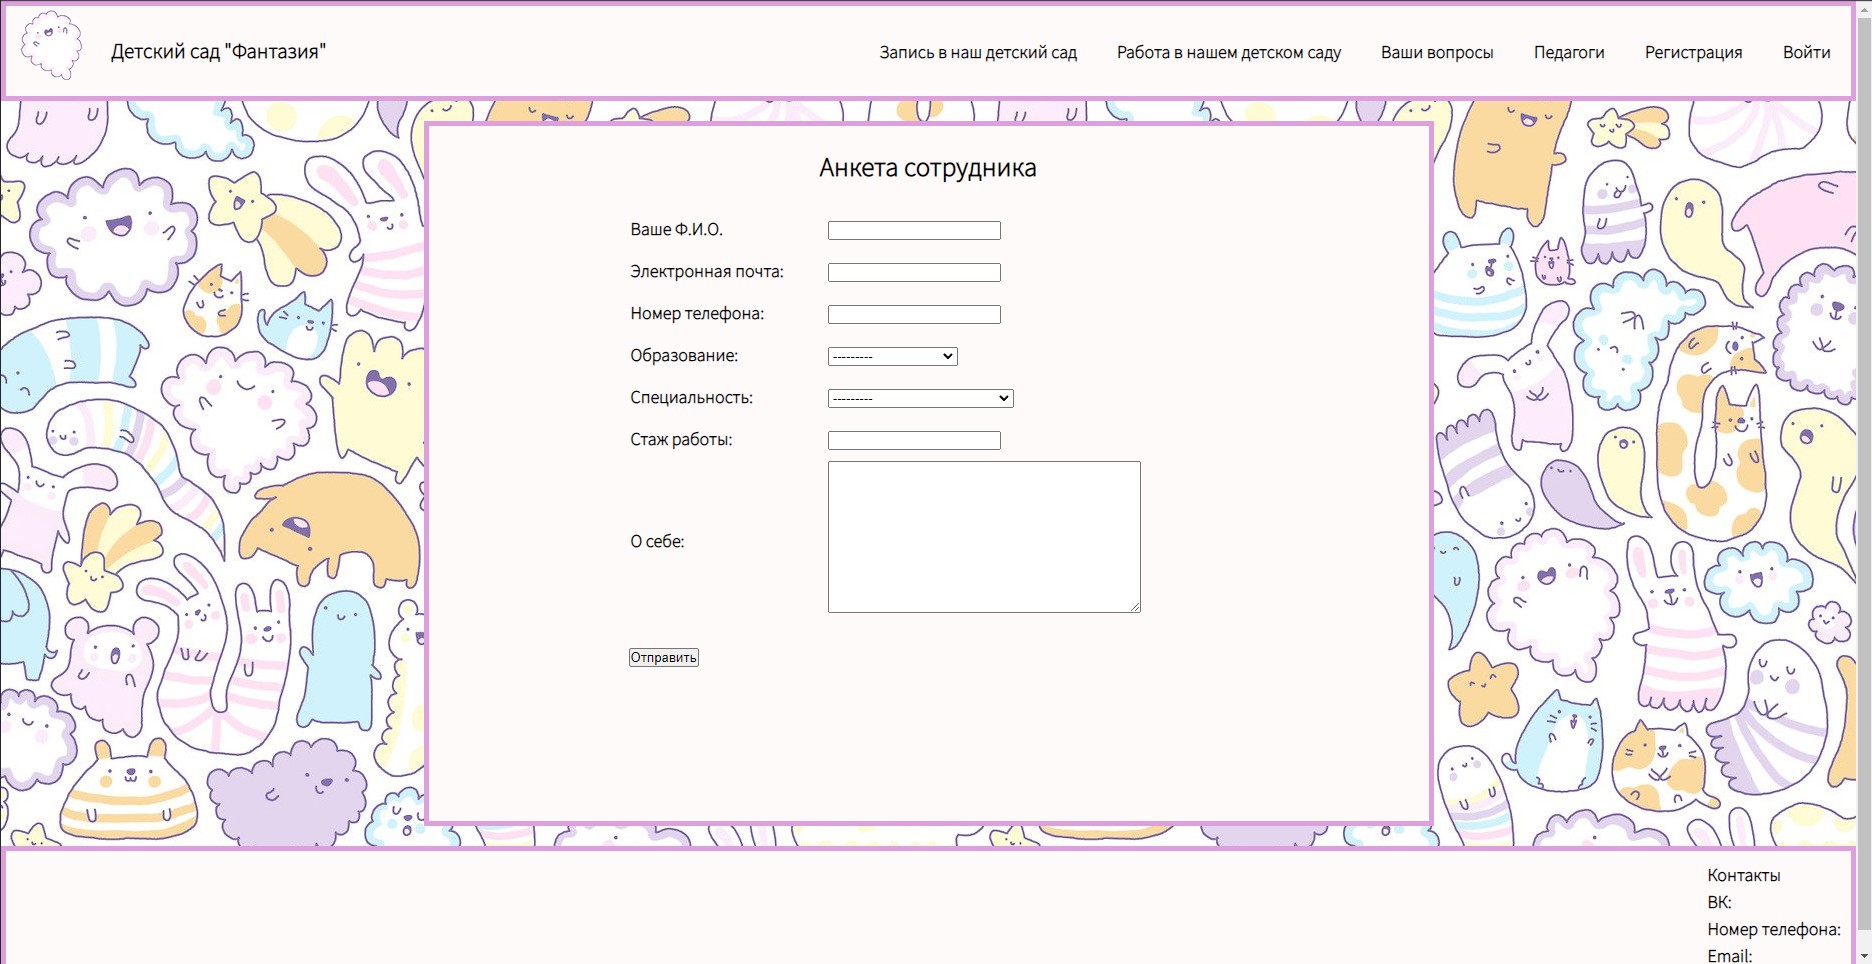 Детский сад "Фантазия"
Запись в наш детский сад
Работа в нашем детском саду
Ваши вопросы
Педагоги
Регистрация
Войти
Анкета сотрудника
Ваше Ф.И.О.
Электронная почта:
Номер телефона:
Образование: ---------
Специальность: ---------
Стаж работы:
О себе:
Отправить
Контакты
ВК:
Номер телефона:
Email: